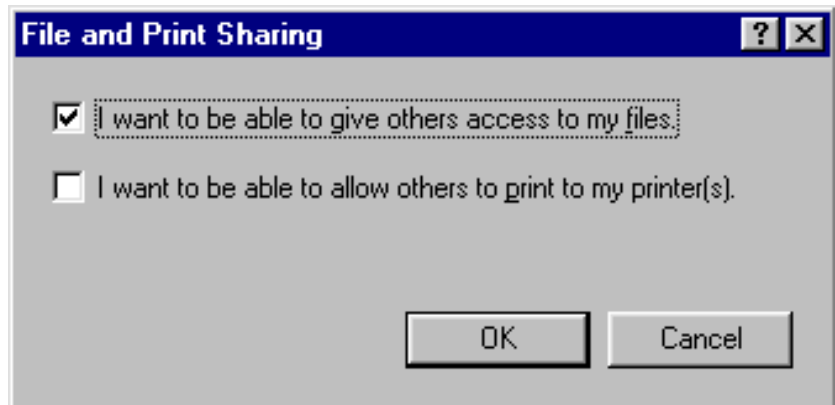 File and Print Sharing
I want to be able to give others access to my files.
I want to be able to allow others to print to my printer(s).
OK Cancel